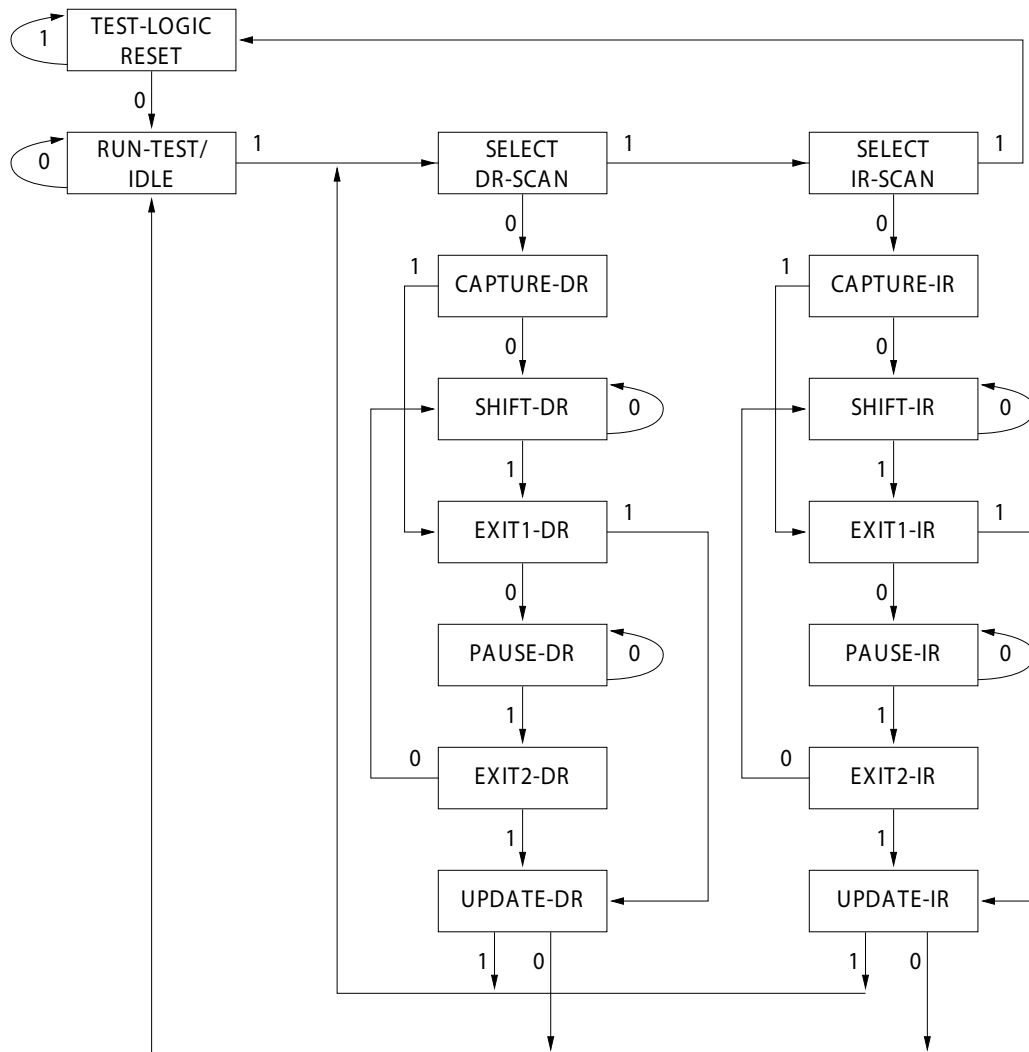 1
TEST-LOGIC
RESET
0
0
RUN-TEST/
IDLE
1
SELECT
DR-SCAN
1
SELECT
IR-SCAN
1
0
0
1
CAPTURE-DR
1
CAPTURE-IR
0
0
SHIFT-DR
0
SHIFT-IR
0
1
1
EXIT1-DR
1
EXIT1-IR
1
0
0
PAUSE-DR
0
PAUSE-IR
0
1
1
0
EXIT2-DR
0
EXIT2-IR
1
1
UPDATE-DR
UPDATE-IR
1
0
1
0